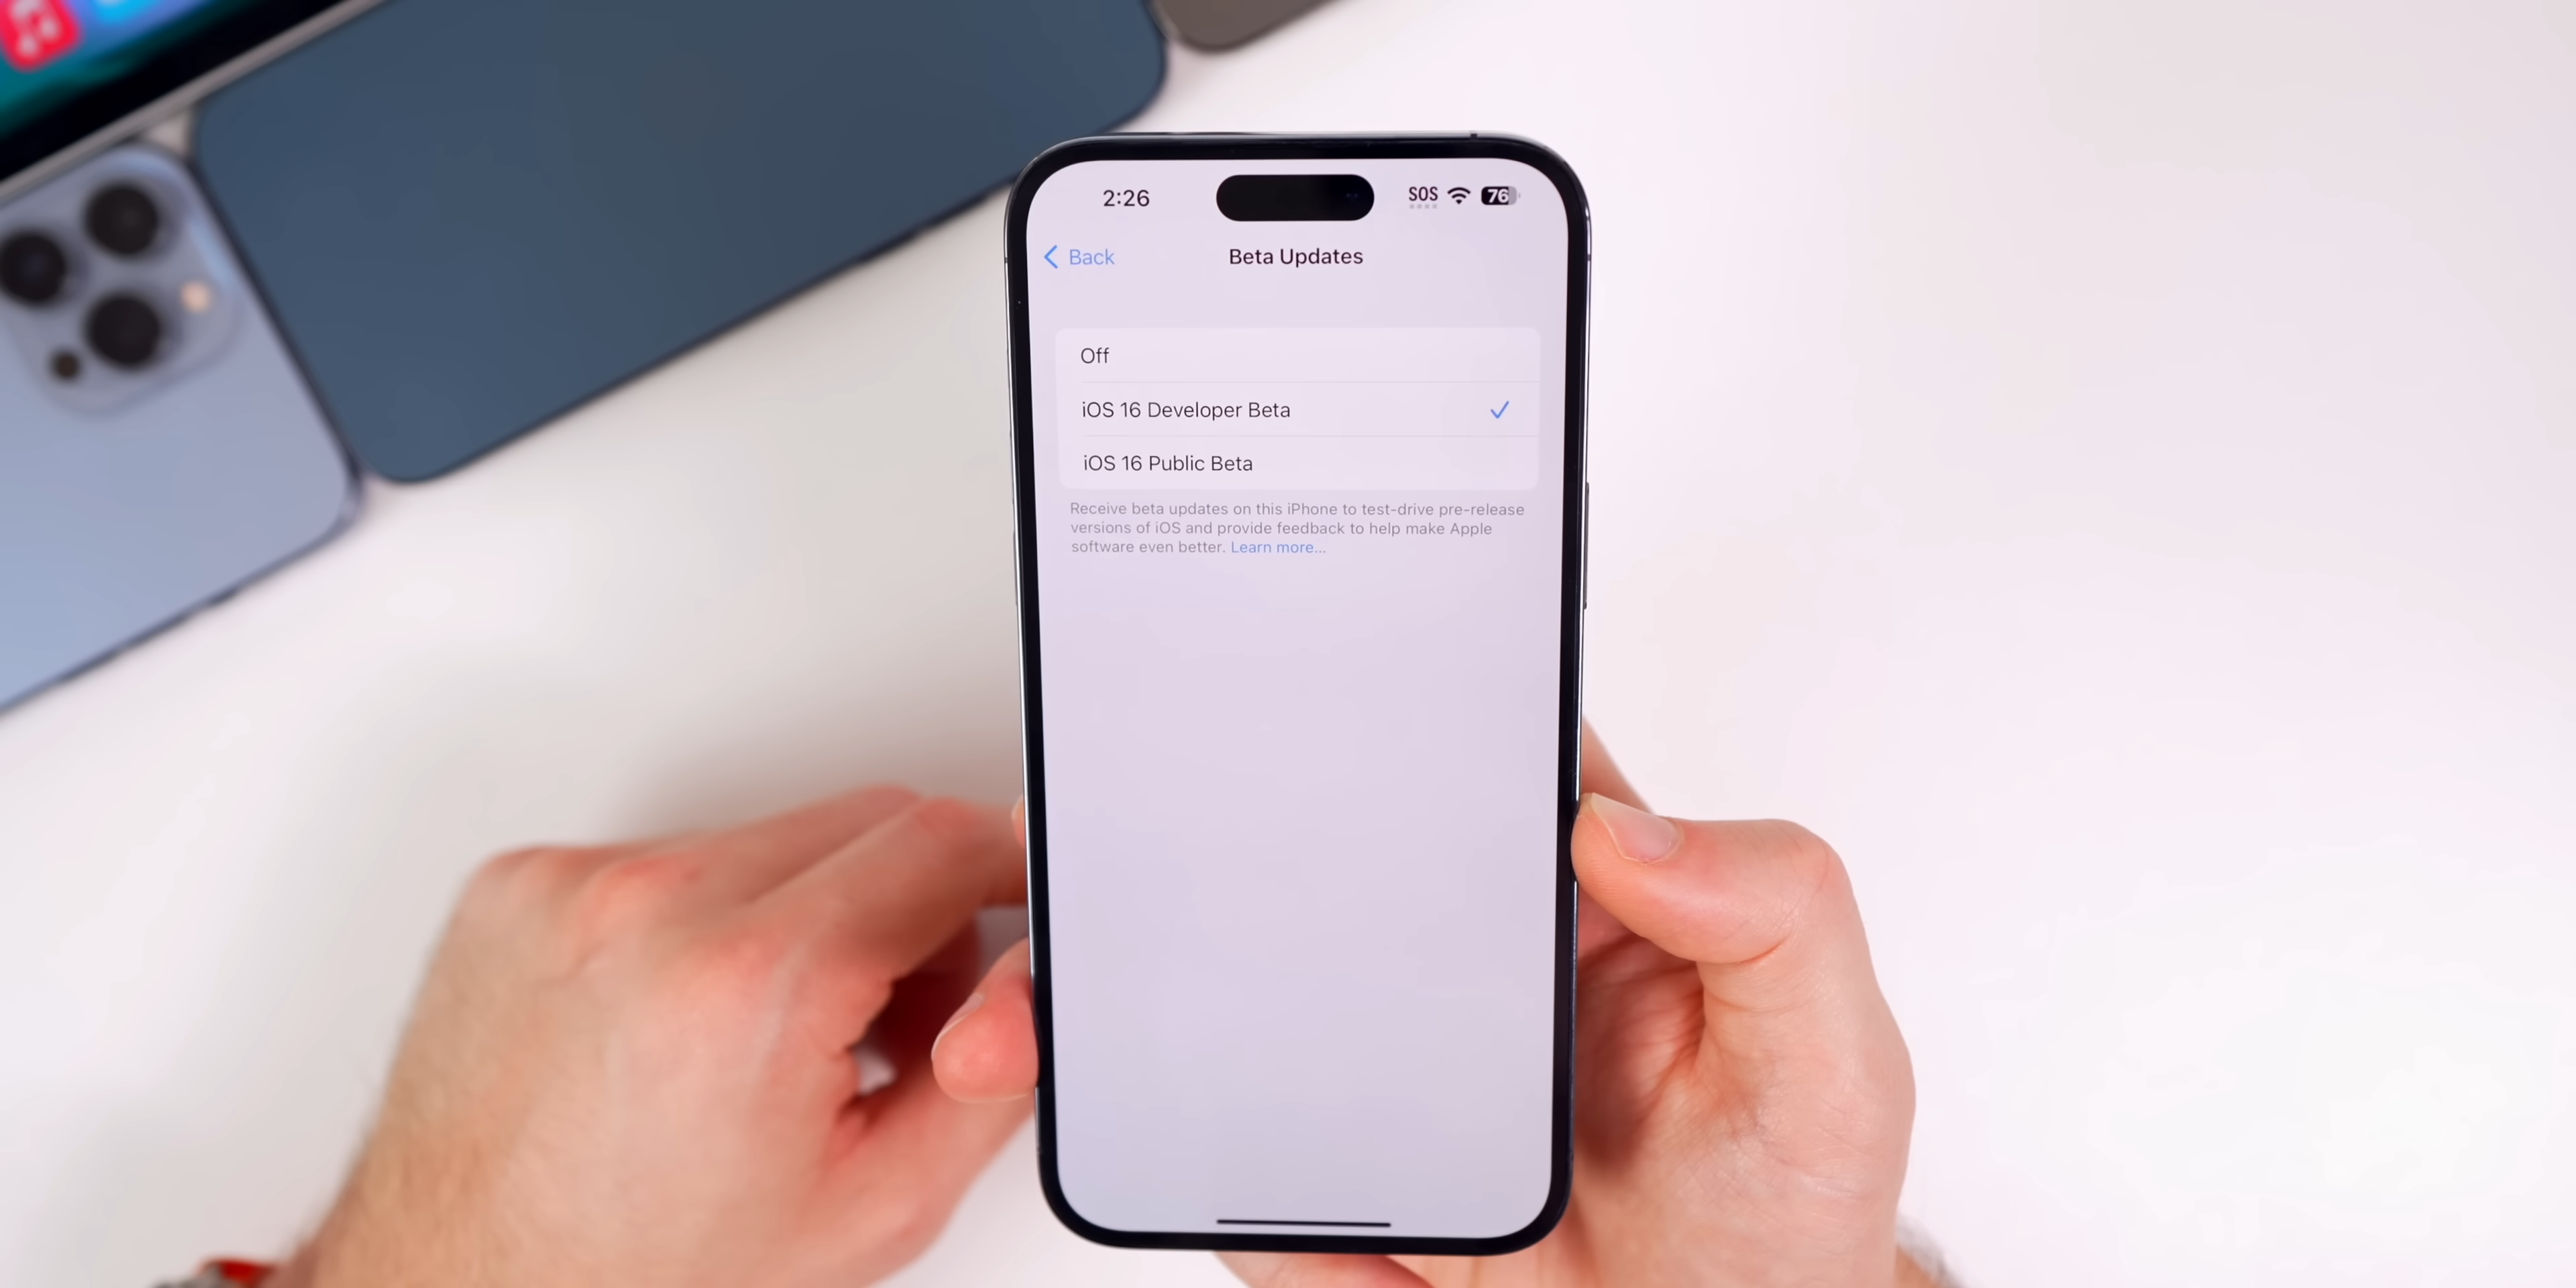 2:26 SOS 76
Back Beta Updates
Off
iOS 16 Developer Beta
iOS 16 Public Beta
Receive beta updates on this iPhone to test-drive pre-release
versions of iOS and provide feedback to help make Apple
software even better. Learn more...